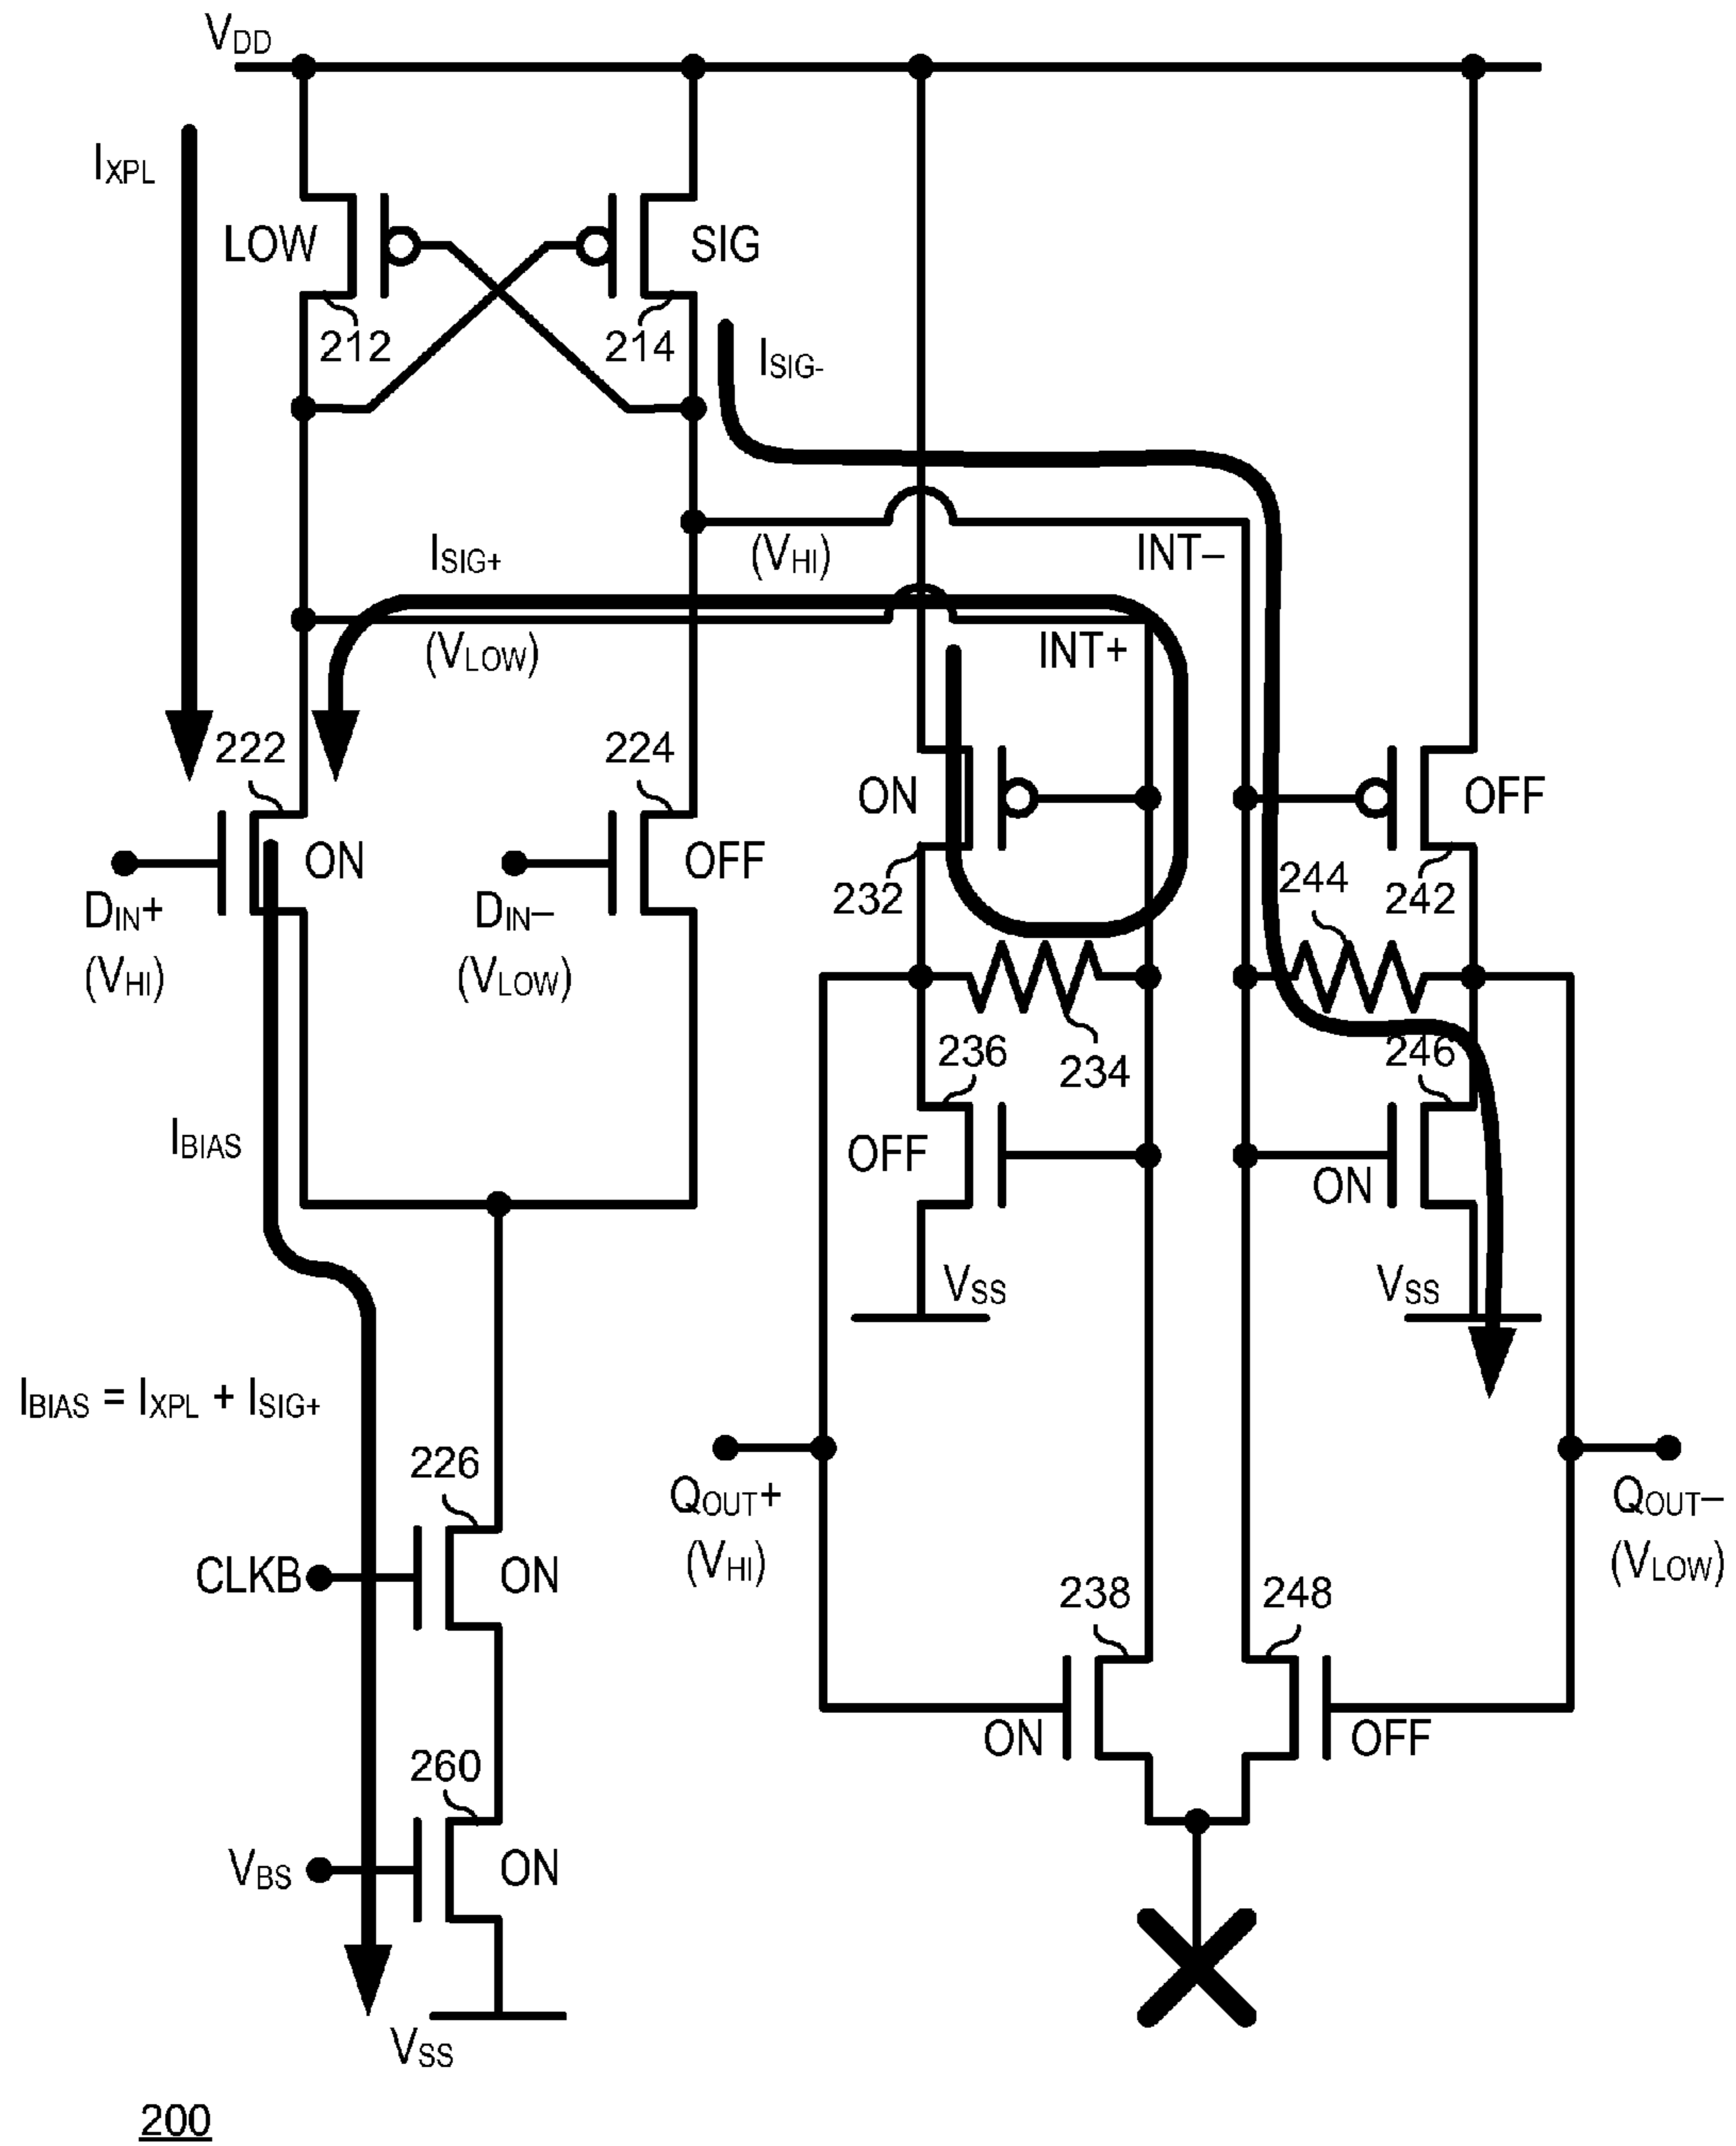 VDD
IXPL
LOW
SIG
212
214
ISIG-
ISIG+
(VHI)
INT–
(VLOW)
INT+
222
224
ON
OFF
ON
OFF
232
244
242
DIN+
(VHI)
DIN–
(VLOW)
236
234
246
IBIAS
OFF
ON
VSS
VSS
IBIAS = IXPL + ISIG+
226
QOUT+
(VHI)
QOUT–
(VLOW)
CLKB
ON
238
248
ON
OFF
260
VBS
ON
VSS
200